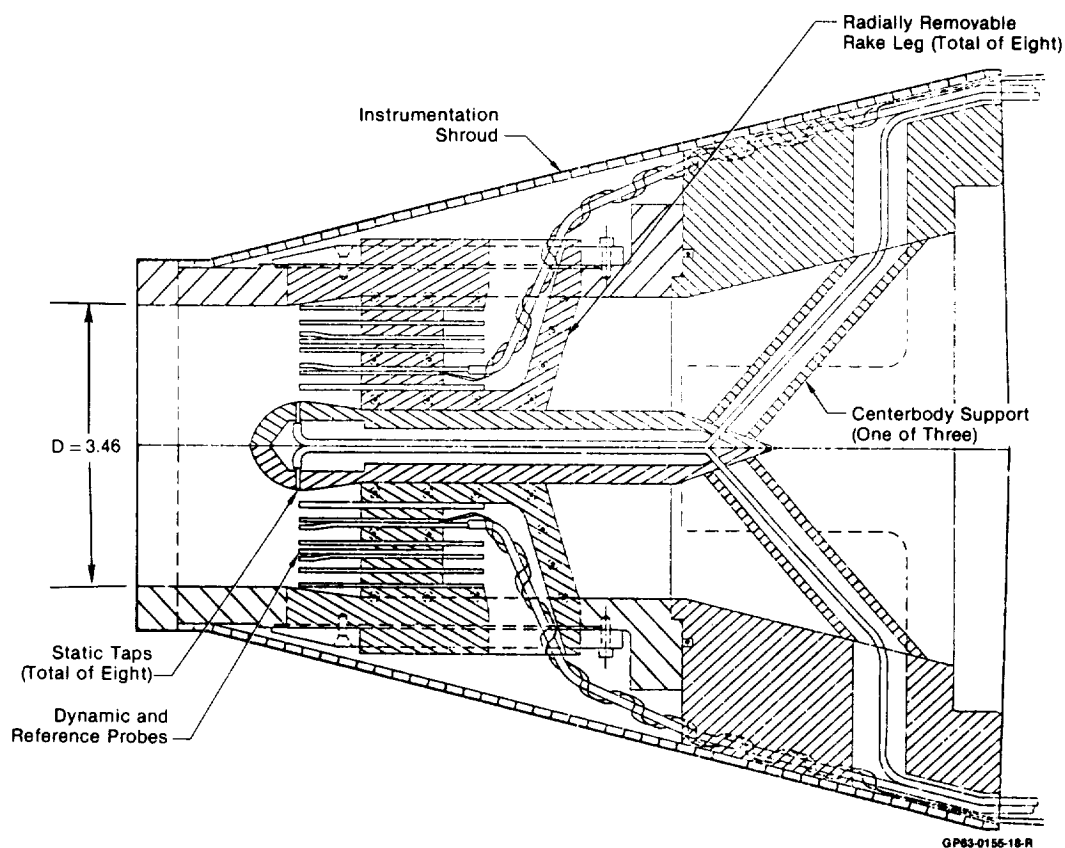 Radially Removable
Rake Leg (Total of Eight)
Instrumentation
Shroud
Centerbody Support
(One of Three)
D = 3.46
Static Taps
(Total of Eight)
Dynamic and
Reference Probes
GP63-0155-18-R